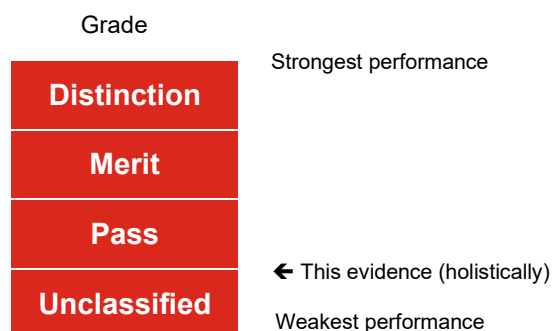 Grade
Strongest performance
Distinction
Merit
Pass
🡸 This evidence (holistically)
Unclassified
Weakest performance